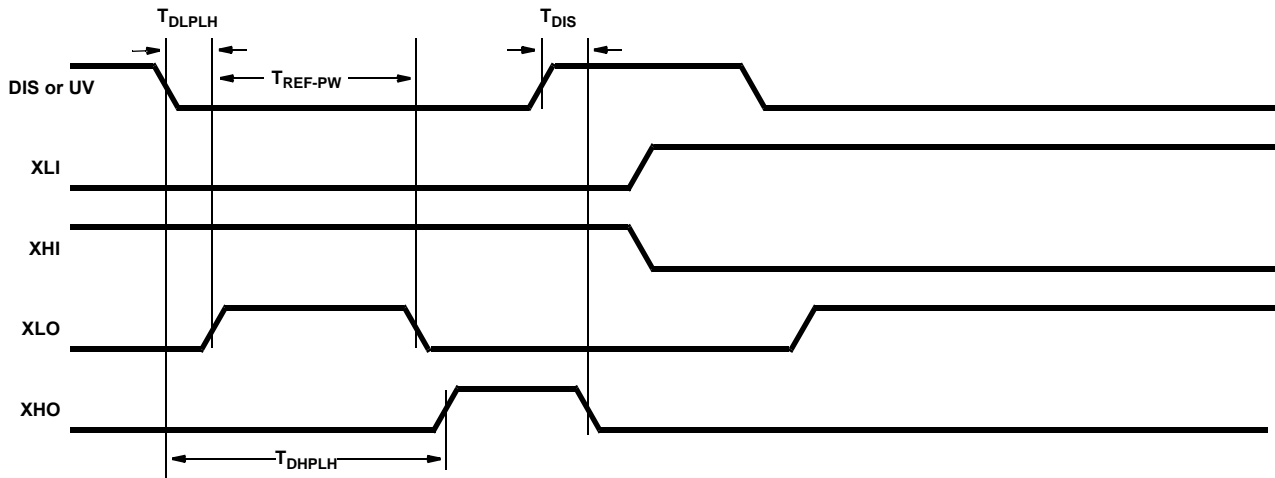 TDLPLH
TDIS
DIS or UV
TREF-PW
XLI
XHI
XLO
XHO
TDHPLH